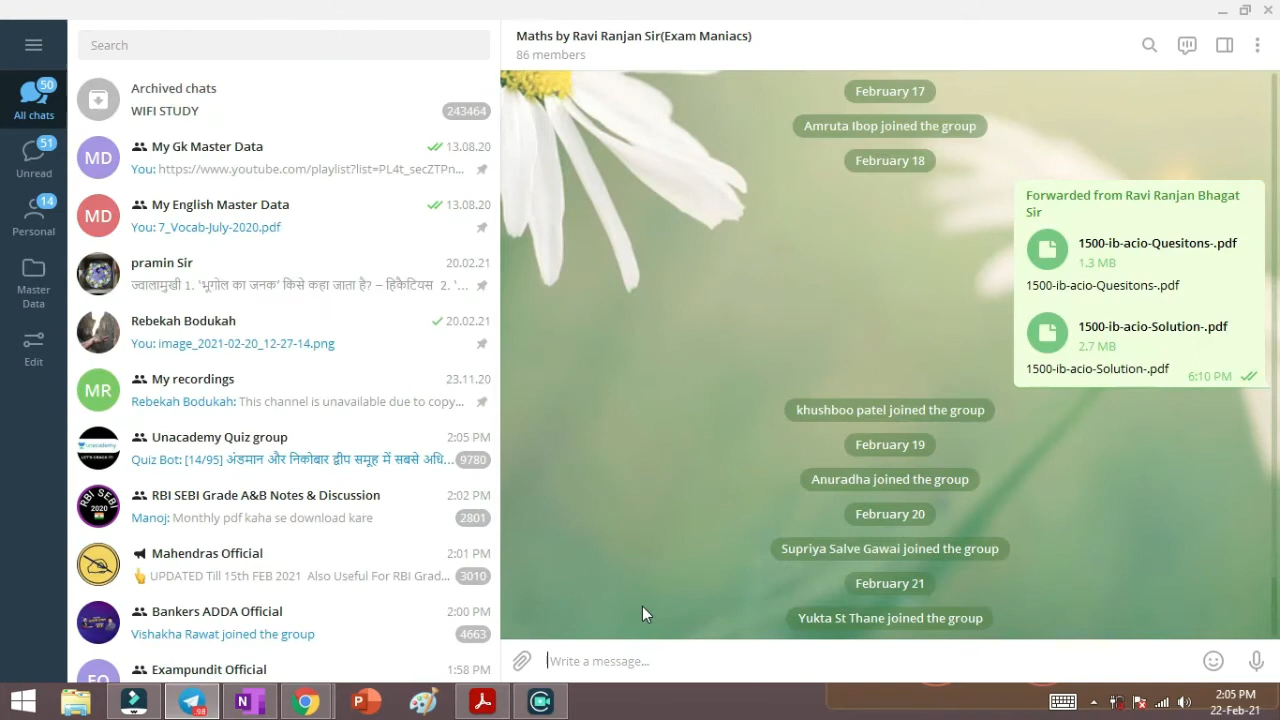 50
All chats
51
Unread
14
Personal
Master
Data
Edit
Search
Archived chats
WIFI STUDY
243464
MD
My Gk Master Data
13.08.20
You: https://www.youtube.com/playlist?list=PL4t_secZTPn...
MD
My English Master Data
13.08.20
You: 7_Vocab-July-2020.pdf
pramin Sir
20.02.21
ज्वालामुखी 1. 'भूगोल का जनक' किसे कहा जाता है? – हिकैटियस 2. '...
Rebekah Bodukah
20.02.21
You: image_2021-02-20_12-27-14.png
MR
My recordings
23.11.20
Rebekah Bodukah: This channel is unavailable due to copy...
Unacademy Quiz group
2:05 PM
unacademy
Quiz Bot: [14/95] अंडमान और निकोबार द्वीप समूह में सबसे अधि...
9780
RBI SEBI
2020
RBI SEBI Grade A&B Notes & Discussion
2:02 PM
Manoj: Monthly pdf kaha se download kare
2801
Mahendras Official
2:01 PM
UPDATED Till 15th FEB 2021 Also Useful For RBI Grad...
3010
Bankers ADDA Official
2:00 PM
Vishakha Rawat joined the group
4663
Exampundit Official
1:58 PM
Maths by Ravi Ranjan Sir(Exam Maniacs)
86 members
February 17
Amruta Ibop joined the group
February 18
Forwarded from Ravi Ranjan Bhagat
Sir
1500-ib-acio-Quesitons-.pdf
1.3 MB
1500-ib-acio-Quesitons-.pdf
1500-ib-acio-Solution-.pdf
2.7 MB
1500-ib-acio-Solution-.pdf
6:10 PM
khushboo patel joined the group
February 19
Anuradha joined the group
February 20
Supriya Salve Gawai joined the group
February 21
Yukta St Thane joined the group
Write a message...
98
2:05 PM
22-Feb-21